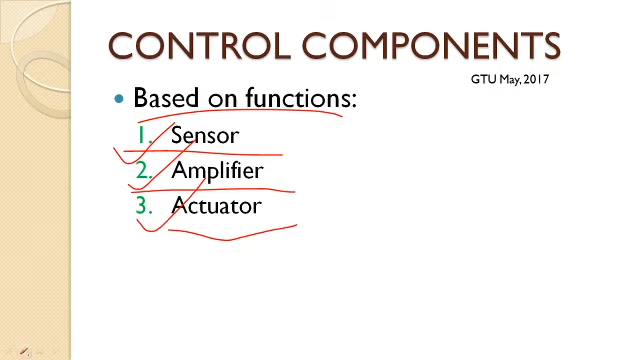 CONTROL COMPONENTS
GTU May, 2017
• Based on functions:
1. Sensor
2. Amplifier
3. Actuator